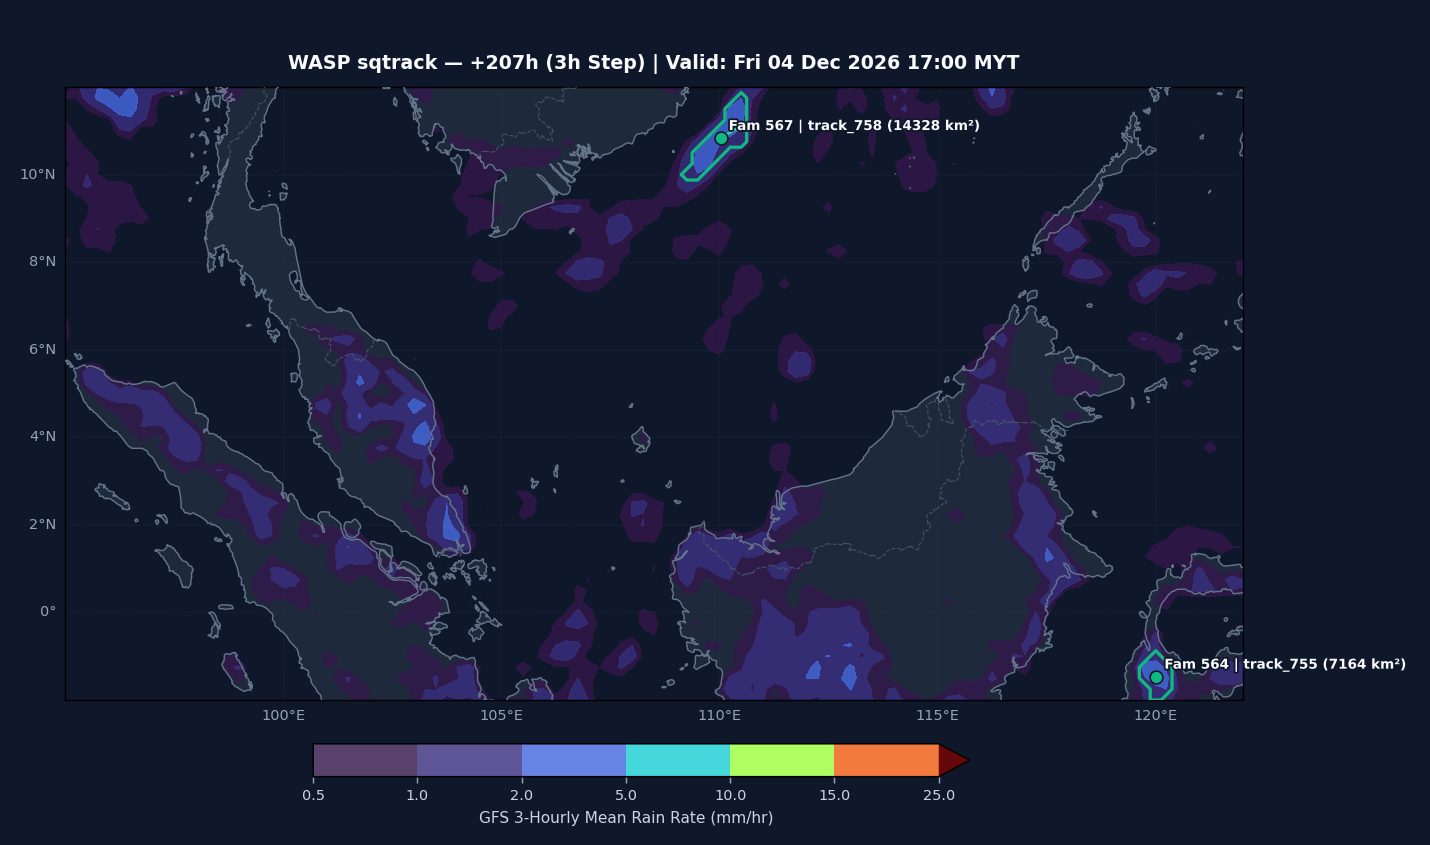 WASP sqtrack — +207h (3h Step) | Valid: Fri 04 Dec 2026 17:00 MYT
Fam 567 | track_758 (14328 km²)
10°N
8°N
6°N
4°N
2°N
0°
Fam 564 | track_755 (7164 km²)
100°E
105°E
110°E
115°E
120°E
0.5
1.0
2.0
5.0
10.0
15.0
25.0
GFS 3-Hourly Mean Rain Rate (mm/hr)